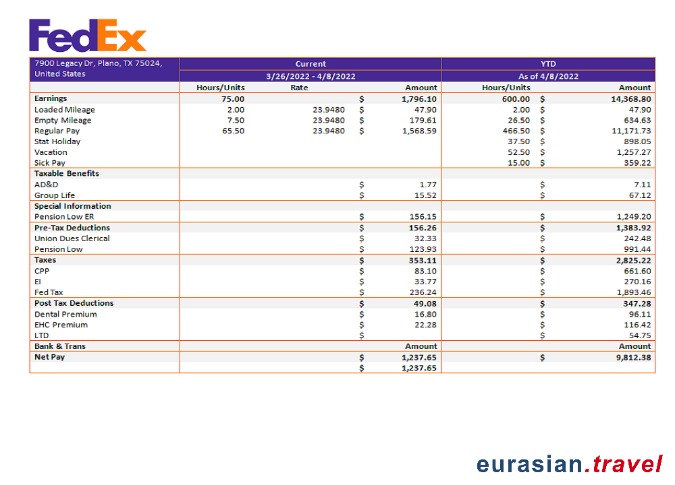 FedEx
7900 Legacy Dr, Plano, TX 75024,
United States
Current YTD
3/26/2022 - 4/8/2022 As of 4/8/2022
Hours/Units Rate Amount Hours/Units Amount
Earnings 75.00 $ 1,796.10 600.00 $ 14,368.80
Loaded Mileage 2.00 23.9480 $ 47.90 2.00 $ 47.90
Empty Mileage 7.50 23.9480 $ 179.61 26.50 $ 634.63
Regular Pay 65.50 23.9480 $ 1,568.59 466.50 $ 11,171.73
Stat Holiday 37.50 $ 898.05
Vacation 52.50 $ 1,257.27
Sick Pay 15.00 $ 359.22
Taxable Benefits
AD&D $ 1.77 $ 7.11
Group Life $ 15.52 $ 67.12
Special Information
Pension Low ER $ 156.15 $ 1,249.20
Pre-Tax Deductions $ 156.26 $ 1,383.92
Union Dues Clerical $ 32.33 $ 242.48
Pension Low $ 123.93 $ 991.44
Taxes $ 353.11 $ 2,825.22
CPP $ 83.10 $ 661.60
EI $ 33.77 $ 270.16
Fed Tax $ 236.24 $ 1,893.46
Post Tax Deductions $ 49.08 $ 347.28
Dental Premium $ 16.80 $ 96.11
EHC Premium $ 22.28 $ 116.42
LTD $ $ 54.75
Bank & Trans Amount Amount
Net Pay $ 1,237.65 $ 9,812.38
$ 1,237.65
eurasian.travel